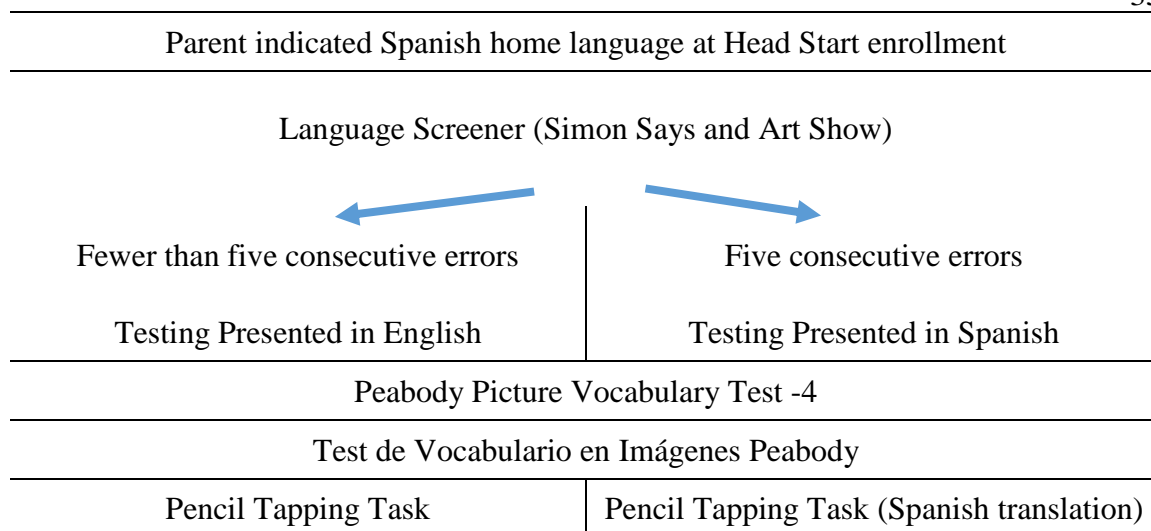 Parent indicated Spanish home language at Head Start enrollment
Language Screener (Simon Says and Art Show)
Fewer than five consecutive errors
Five consecutive errors
Testing Presented in English
Testing Presented in Spanish
Peabody Picture Vocabulary Test -4
Test de Vocabulario en Imágenes Peabody
Pencil Tapping Task
Pencil Tapping Task (Spanish translation)